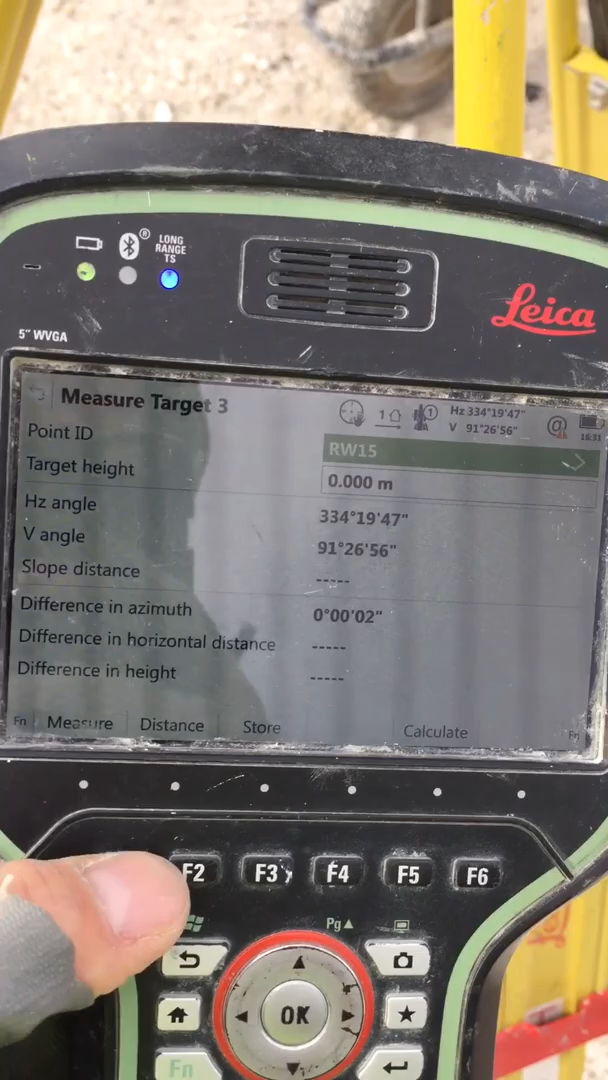 LONG
RANGE
TS
®
5" WVGA
Leica
Measure Target 3
1
1
Hz 334°19'47"
V 91°26'56"
@
16:31
Point ID
RW15
Target height
0.000 m
Hz angle
334°19'47"
V angle
91°26'56"
Slope distance
-----
Difference in azimuth
0°00'02"
Difference in horizontal distance
-----
Difference in height
-----
Fn Measure Distance Store Calculate Fn
F2 F3 F4 F5 F6
Pg▲
OK
Fn